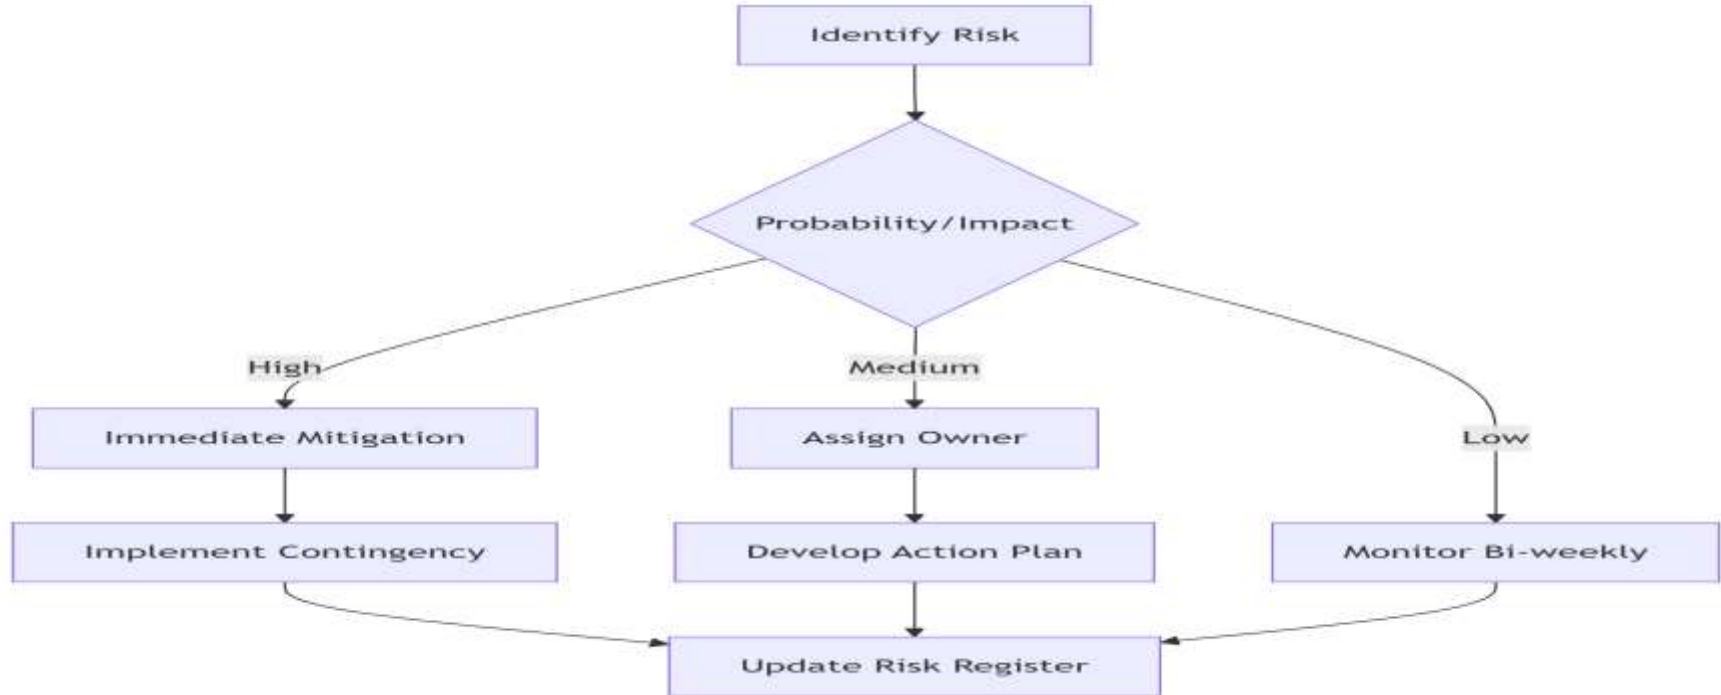 Identify Risk
Probability/Impact
High
Medium
Immediate Mitigation
Assign Owner
Low
Implement Contingency
Develop Action Plan
Monitor Bi-weekly
Update Risk Register